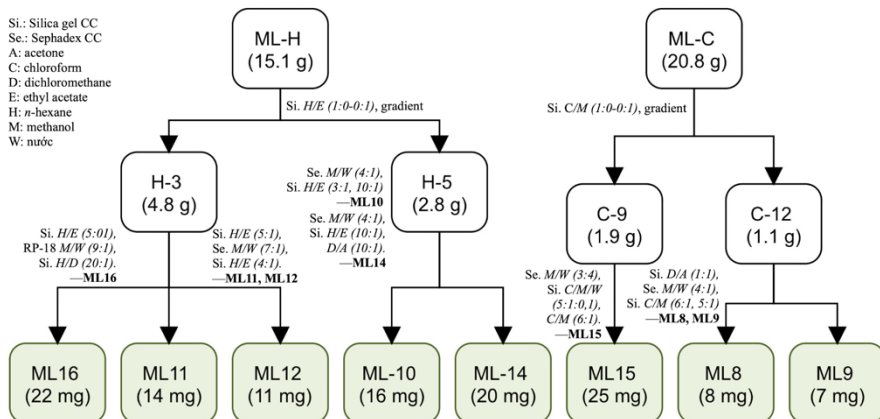 Si.: Silica gel CC
Se.: Sephadex CC
A: acetone
C: chloroform
D: dichloromethane
E: ethyl acetate
H: n-hexane
M: methanol
W: nước
ML-H
(15.1 g)
ML-C
(20.8 g)
Si. H/E (1:0-0:1), gradient
Si. C/M (1:0-0:1), gradient
H-3
(4.8 g)
Se. M/W (4:1),
Si. H/E (3:1, 10:1)
—ML10
Se. M/W (4:1),
Si. H/E (10:1),
D/A (10:1).
—ML14
H-5
(2.8 g)
C-9
(1.9 g)
C-12
(1.1 g)
Si. H/E (5:01),
RP-18 M/W (9:1),
Si. H/D (20:1).
—ML16
Si. H/E (5:1),
Se. M/W (7:1),
Si. H/E (4:1).
—ML11, ML12
Se. M/W (3:4),
Si. C/M/W
(5:1:0,1),
C/M (6:1).
—ML15
Si. D/A (1:1),
Se. M/W (4:1),
Si. C/M (6:1, 5:1)
—ML8, ML9
ML16
(22 mg)
ML11
(14 mg)
ML12
(11 mg)
ML-10
(16 mg)
ML-14
(20 mg)
ML15
(25 mg)
ML8
(8 mg)
ML9
(7 mg)